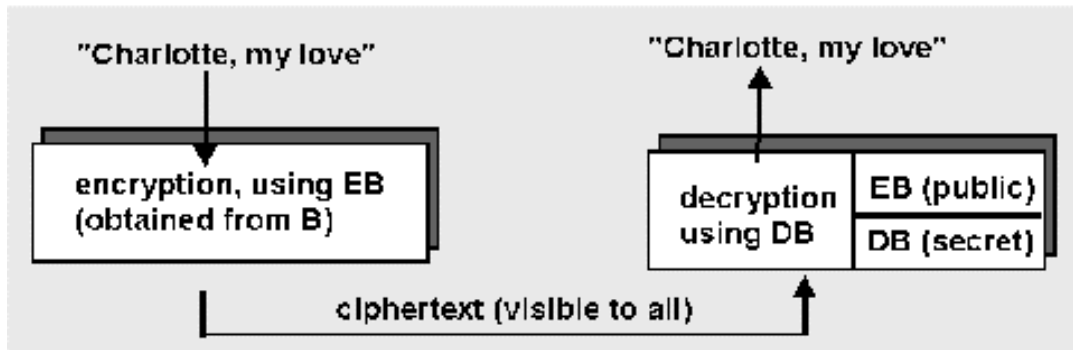 "Charlotte, my love"
"Charlotte, my love"
encryption, using EB
(obtained from B)
decryption
using DB
EB (public)
DB (secret)
ciphertext (visible to all)